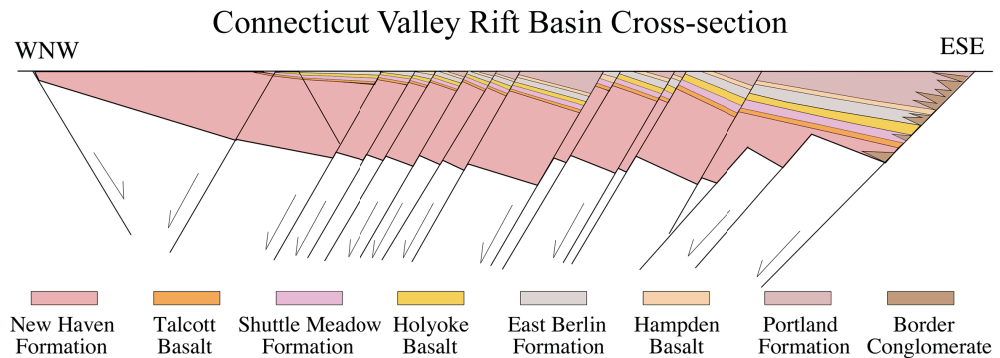 Connecticut Valley Rift Basin Cross-section
WNW
ESE
New Haven
Formation
Talcott
Basalt
Shuttle Meadow
Formation
Holyoke
Basalt
East Berlin
Formation
Hampden
Basalt
Portland
Formation
Border
Conglomerate